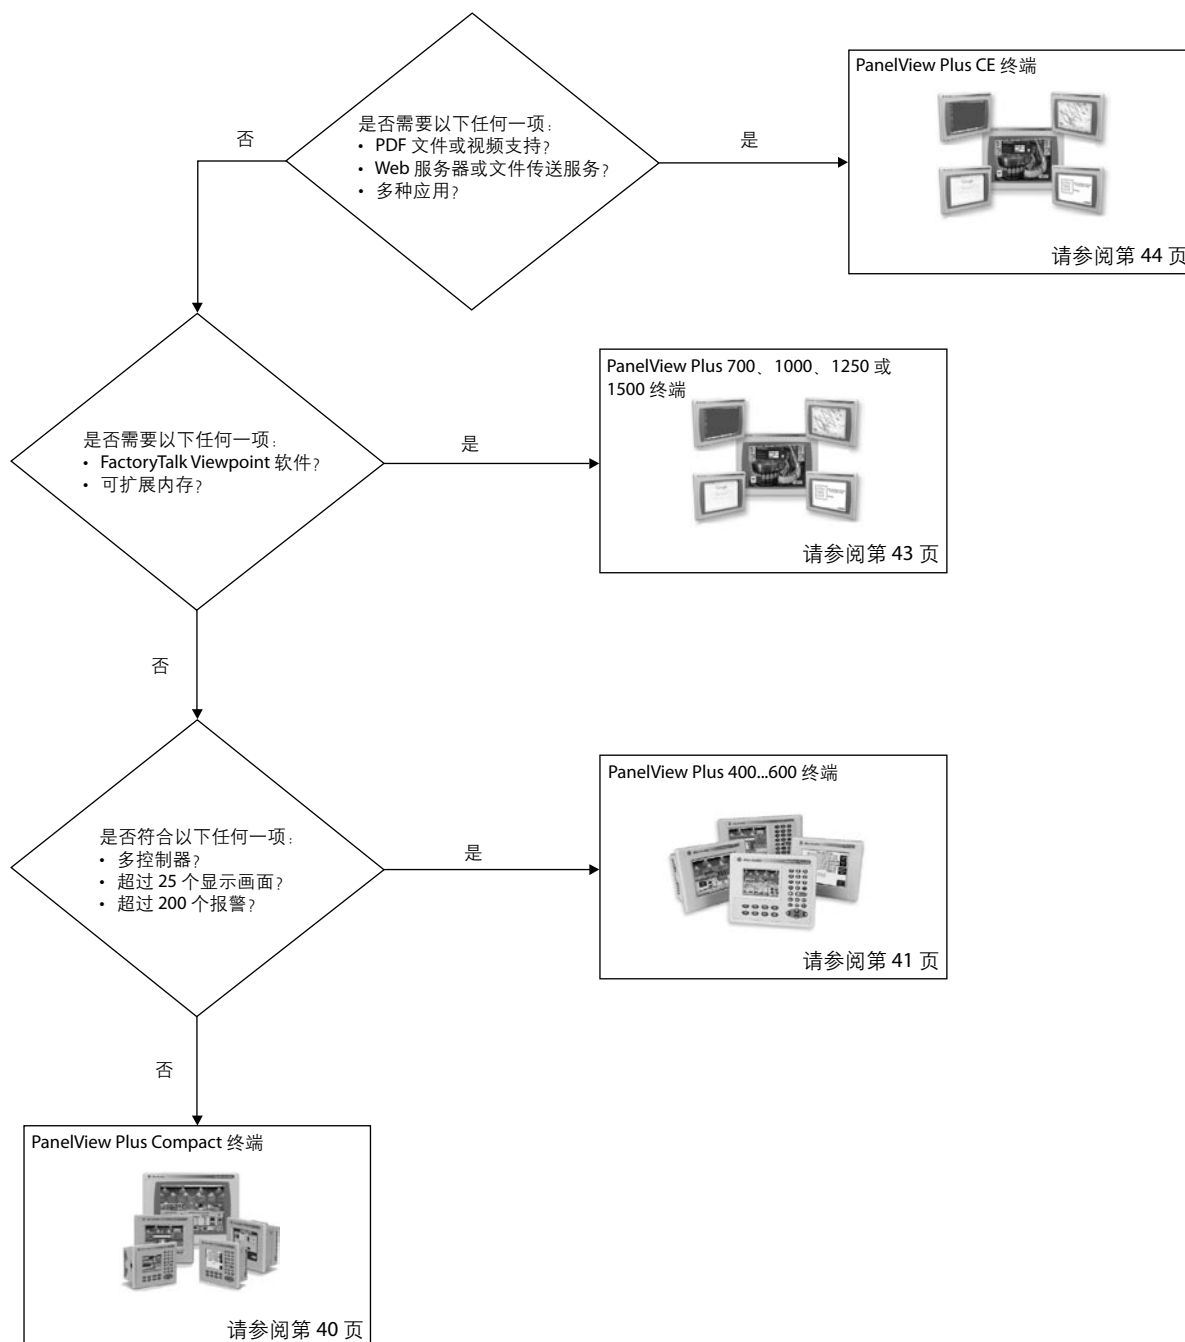 PanelView Plus CE 终端
是否需要以下任何一项：
• PDF 文件或视频支持？
• Web 服务器或文件传送服务？
• 多种应用？
否
是
请参阅第 44 页
PanelView Plus 700、1000、1250 或
1500 终端
是否需要以下任何一项：
• FactoryTalk Viewpoint 软件？
• 可扩展内存？
是
请参阅第 43 页
否
是否符合以下任何一项：
• 多控制器？
• 超过 25 个显示画面？
• 超过 200 个报警？
是
PanelView Plus 400...600 终端
请参阅第 41 页
否
PanelView Plus Compact 终端
请参阅第 40 页